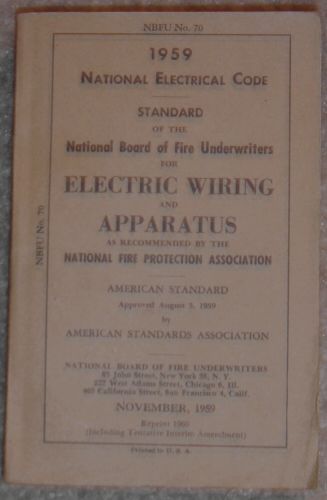 NBFU No. 70
1959
NATIONAL ELECTRICAL CODE
STANDARD
OF THE
National Board of Fire Underwriters
FOR
ELECTRIC WIRING
AND
APPARATUS
AS RECOMMENDED BY THE
NATIONAL FIRE PROTECTION ASSOCIATION
AMERICAN STANDARD
Approved August 5, 1959
by
AMERICAN STANDARDS ASSOCIATION
NATIONAL BOARD OF FIRE UNDERWRITERS
85 John Street, New York 38, N. Y.
222 West Adams Street, Chicago 6, Ill.
465 California Street, San Francisco 4, Calif.
NOVEMBER, 1959
Reprint
(Including Tentative Interim Amendment)
Printed in U. S. A.
NBFU No. 70